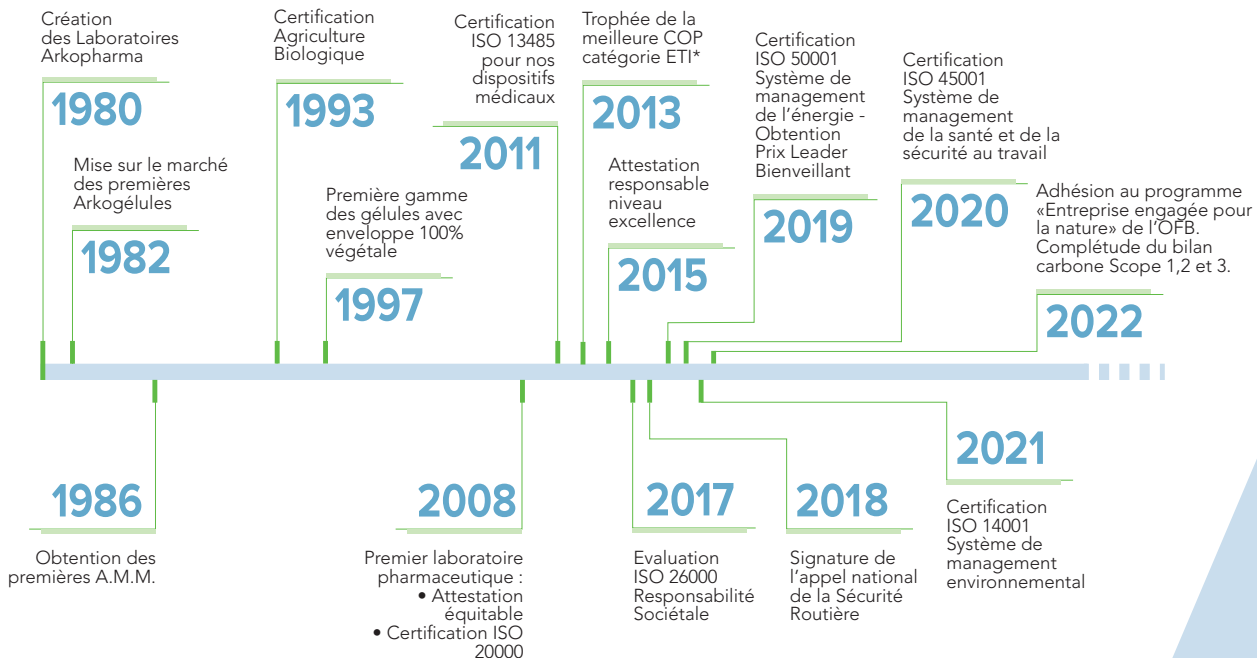 Création
des Laboratoires
Arkopharma
1980
Mise sur le marché
des premières
Arkogélules
1982
1986
Obtention des
premières A.M.M.
Certification
Agriculture
Biologique
1993
Première gamme
des gélules avec
enveloppe 100%
végétale
1997
2008
Premier laboratoire
pharmaceutique :
• Attestation
équitable
• Certification ISO
20000
Certification
ISO 13485
pour nos
dispositifs
médicaux
2011
Trophée de la
meilleure COP
catégorie ETI*
2013
Attestation
responsable
niveau
excellence
2015
2017
Evaluation
ISO 26000
Responsabilité
Sociétale
2018
Signature de
l'appel national
de la Sécurité
Routière
Certification
ISO 50001
Système de
management
de l'énergie -
Obtention
Prix Leader
Bienveillant
2019
Certification
ISO 45001
Système de
management
de la santé et de la
sécurité au travail
2020
2021
Certification
ISO 14001
Système de
management
environnemental
Adhésion au programme
«Entreprise engagée pour
la nature» de l'OFB.
Complétude du bilan
carbone Scope 1,2 et 3.
2022